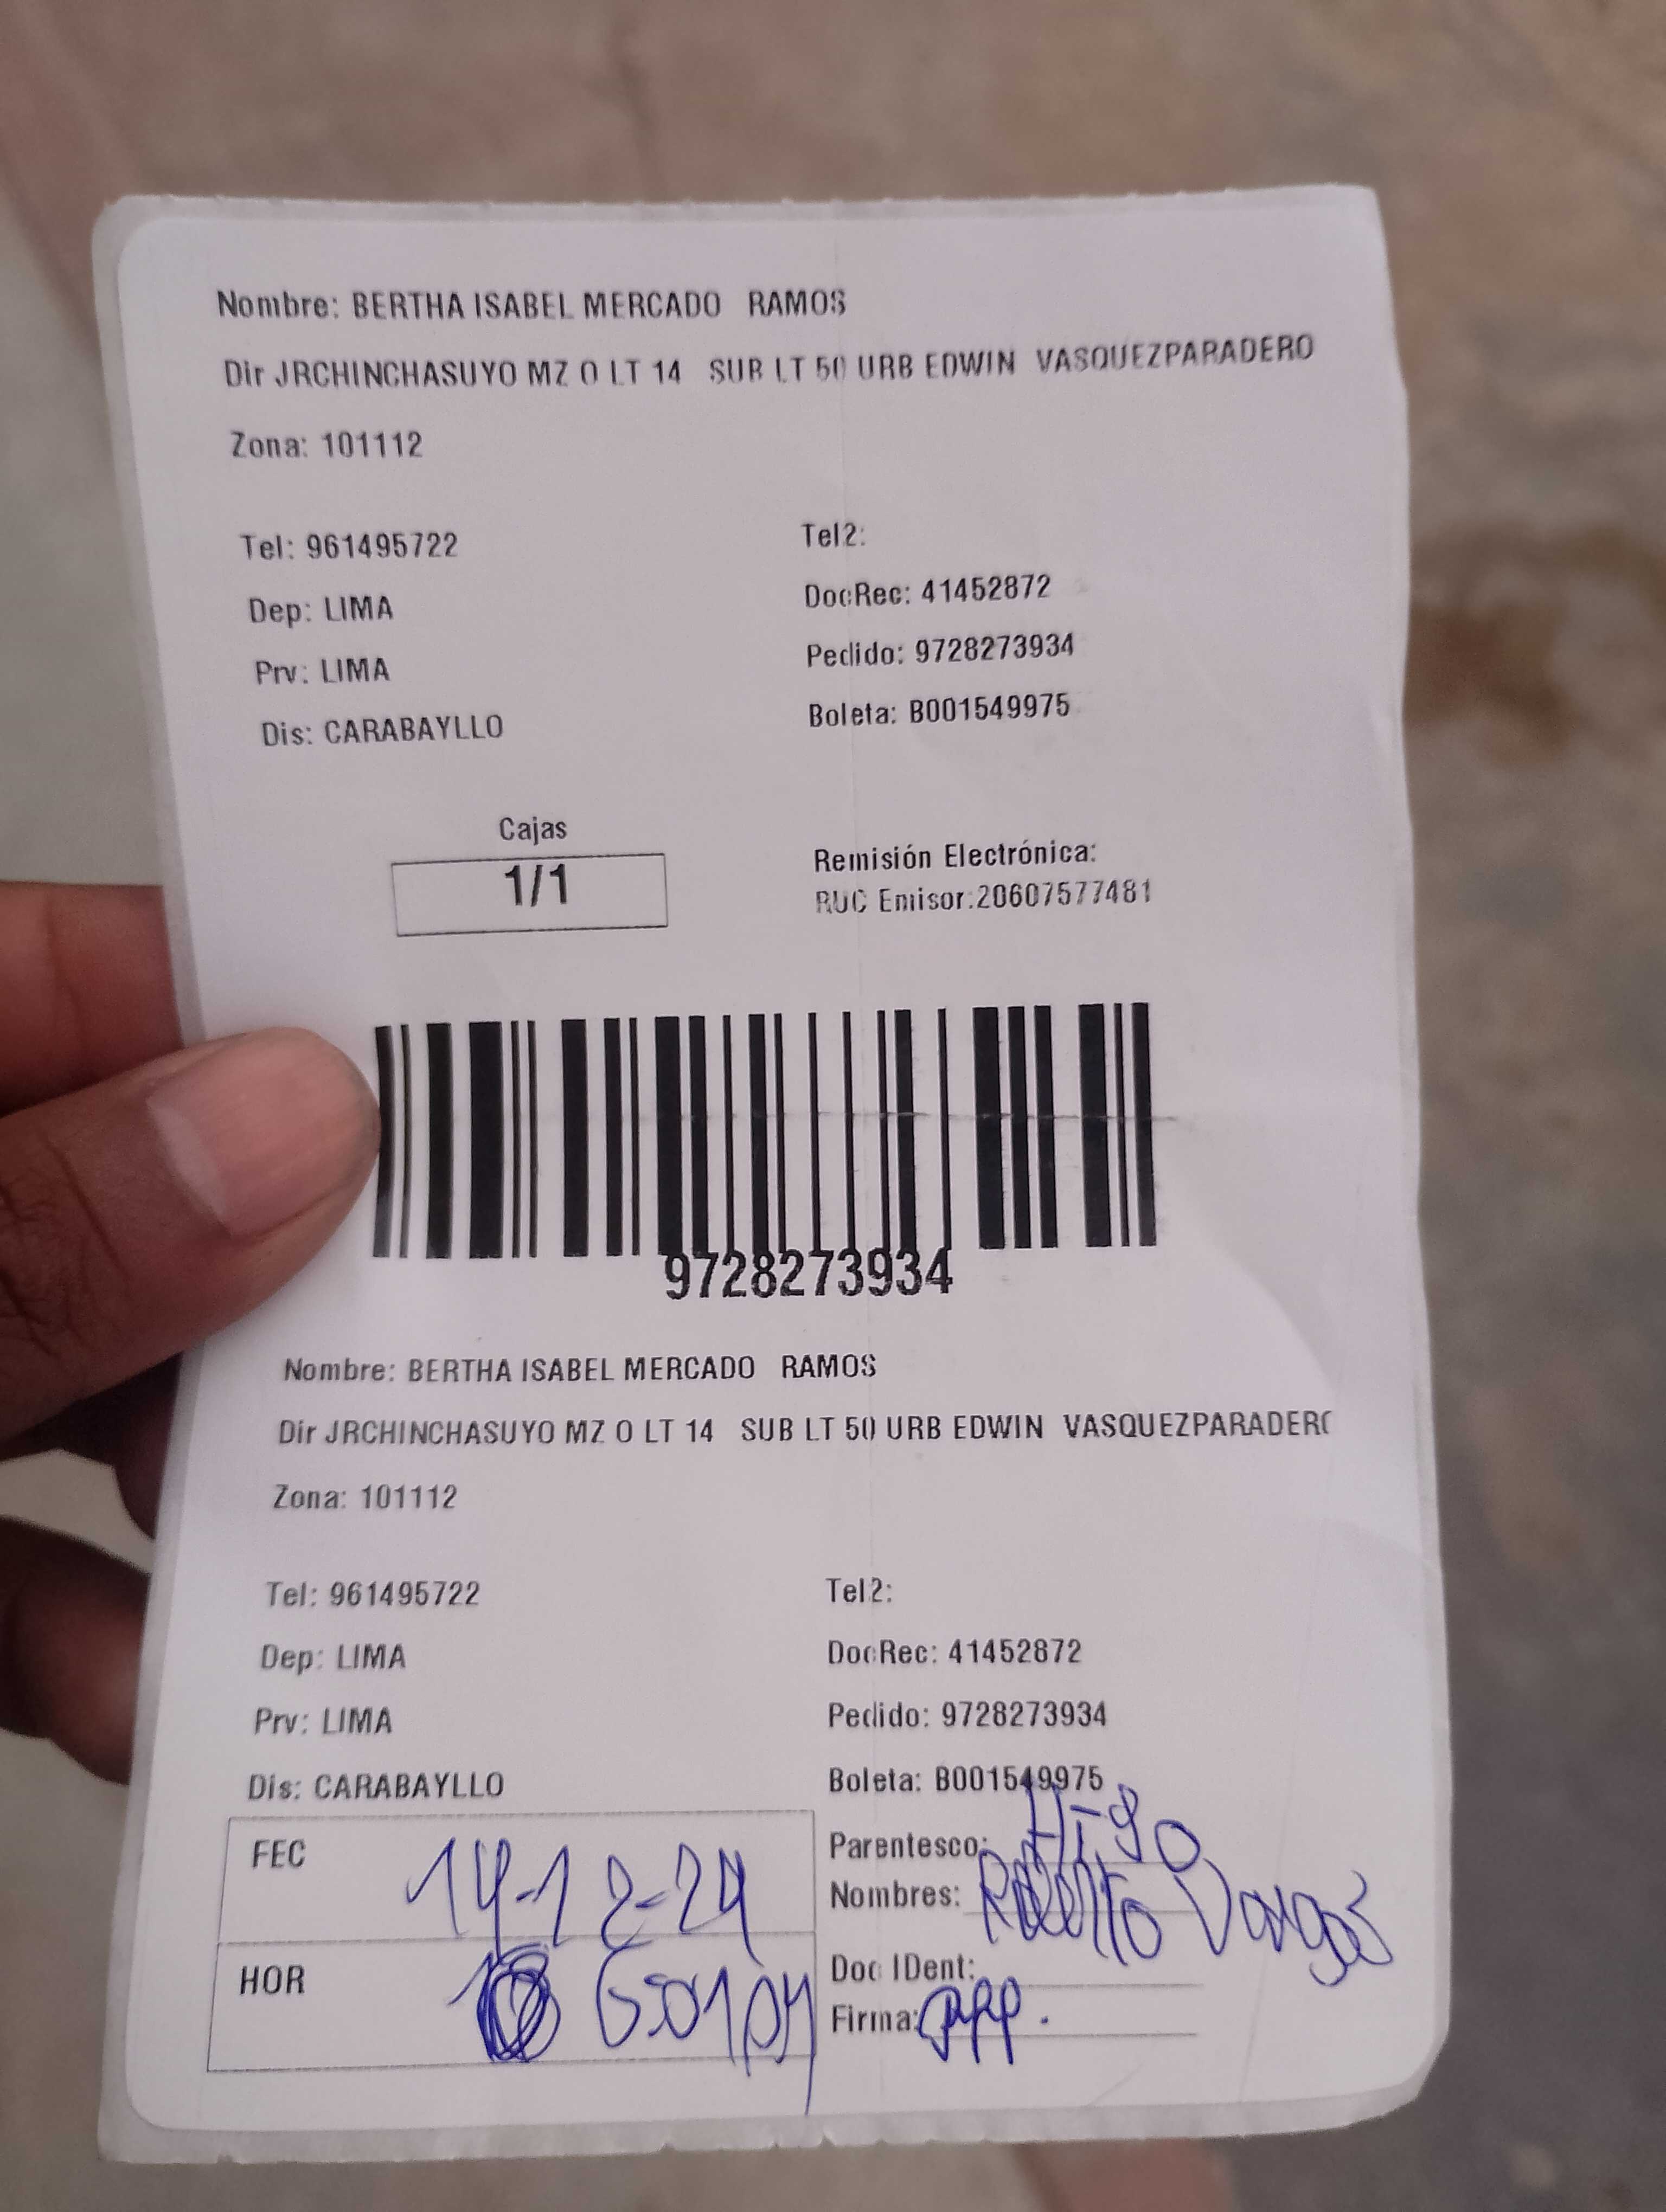 Nombre: BERTHA ISABEL MERCADO RAMOS
Dir JRCHINCHASUYO MZ O LT 14 SUB LT 50 URB EDWIN VASQUEZPARADERO
Zona: 101112
Tel: 961495722
Tel2:
Dep: LIMA
DocRec: 41452872
Prv: LIMA
Pedido: 9728273934
Dis: CARABAYLLO
Boleta: B001549975
Cajas
1/1
Remisión Electrónica:
RUC Emisor:20607577481
9728273934
Nombre: BERTHA ISABEL MERCADO RAMOS
Dir JRCHINCHASUYO MZ O LT 14 SUB LT 50 URB EDWIN VASQUEZPARADERO
Zona: 101112
Tel: 961495722
Tel2:
Dep: LIMA
DocRec: 41452872
Prv: LIMA
Pedido: 9728273934
Dis: CARABAYLLO
Boleta: B001549975
FEC 14-12-24
Parentesco: Hijo
Nombres: Vargas
HOR
Doc IDent:
Firma: